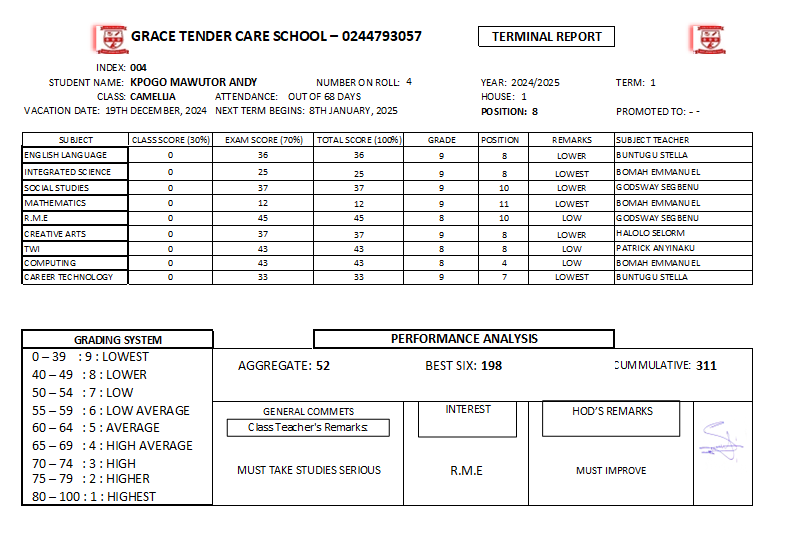 GRACE TENDER CARE SCHOOL – 0244793057 TERMINAL REPORT
INDEX: 004
STUDENT NAME: KPOGO MAWUTOR ANDY NUMBER ON ROLL: 4 YEAR: 2024/2025 TERM: 1
CLASS: CAMELLIA ATTENDANCE: OUT OF 68 DAYS HOUSE: 1
VACATION DATE: 19TH DECEMBER, 2024 NEXT TERM BEGINS: 8TH JANUARY, 2025 POSITION: 8 PROMOTED TO: - -
SUBJECT CLASS SCORE (30%) EXAM SCORE (70%) TOTAL SCORE (100%) GRADE POSITION REMARKS SUBJECT TEACHER
ENGLISH LANGUAGE 0 36 36 9 8 LOWER BUNTUGU STELLA
INTEGRATED SCIENCE 0 25 25 9 8 LOWEST BOMAH EMMANUEL
SOCIAL STUDIES 0 37 37 9 10 LOWER GODSWAY SEGBENU
MATHEMATICS 0 12 12 9 11 LOWEST BOMAH EMMANUEL
R.M.E 0 45 45 8 10 LOW GODSWAY SEGBENU
CREATIVE ARTS 0 37 37 9 8 LOWER HALOLO SELORM
TWI 0 43 43 8 8 LOW PATRICK ANYINAKU
COMPUTING 0 43 43 8 4 LOW BOMAH EMMANUEL
CAREER TECHNOLOGY 0 33 33 9 7 LOWEST BUNTUGU STELLA
GRADING SYSTEM
0 – 39 : 9 : LOWEST
40 – 49 : 8 : LOWER
50 – 54 : 7 : LOW
55 – 59 : 6 : LOW AVERAGE
60 – 64 : 5 : AVERAGE
65 – 69 : 4 : HIGH AVERAGE
70 – 74 : 3 : HIGH
75 – 79 : 2 : HIGHER
80 – 100 : 1 : HIGHEST
PERFORMANCE ANALYSIS
AGGREGATE: 52 BEST SIX: 198 CUMMULATIVE: 311
GENERAL COMMETS INTEREST HOD'S REMARKS
Class Teacher's Remarks:
MUST TAKE STUDIES SERIOUS R.M.E MUST IMPROVE